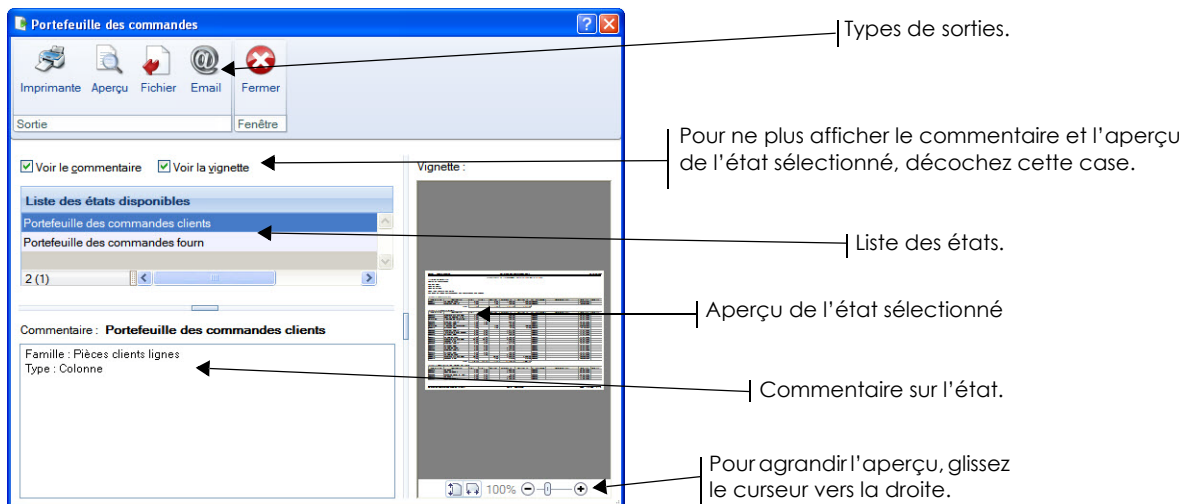 Portefeuille des commandes
Imprimante Aperçu Fichier Email Fermer
Sortie Fenêtre
Voir le commentaire Voir la vignette
Liste des états disponibles
Portefeuille des commandes clients
Portefeuille des commandes fourn
2 (1)
Commentaire : Portefeuille des commandes clients
Famille : Pièces clients lignes
Type : Colonne
Vignette :
100%
Types de sorties.
Pour ne plus afficher le commentaire et l'aperçu
de l'état sélectionné, décochez cette case.
Liste des états.
Aperçu de l'état sélectionné
Commentaire sur l'état.
Pour agrandir l'aperçu, glissez
le curseur vers la droite.